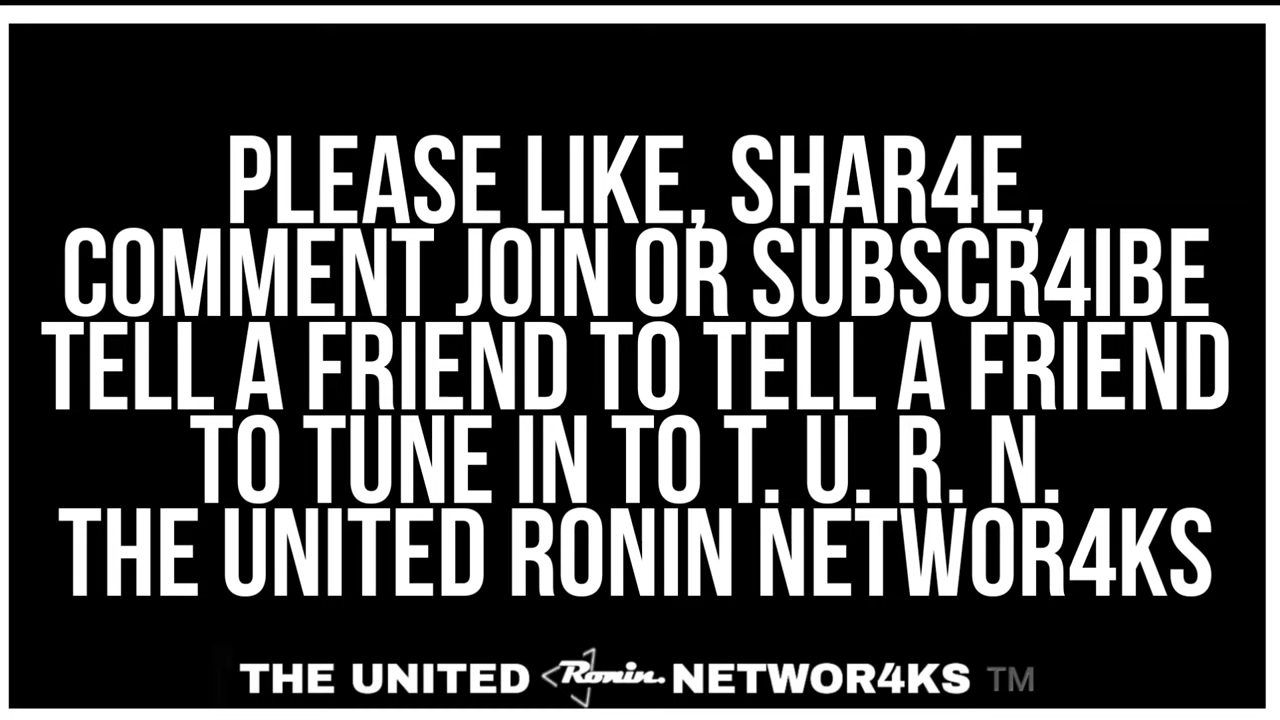 PLEASE LIKE, SHAR4E,
COMMENT JOIN OR SUBSCR4IBE
TELL A FRIEND TO TELL A FRIEND
TO TUNE IN TO T. U. R. N.
THE UNITED RONIN NETWOR4KS
THE UNITED Ronin. NETWOR4KS TM